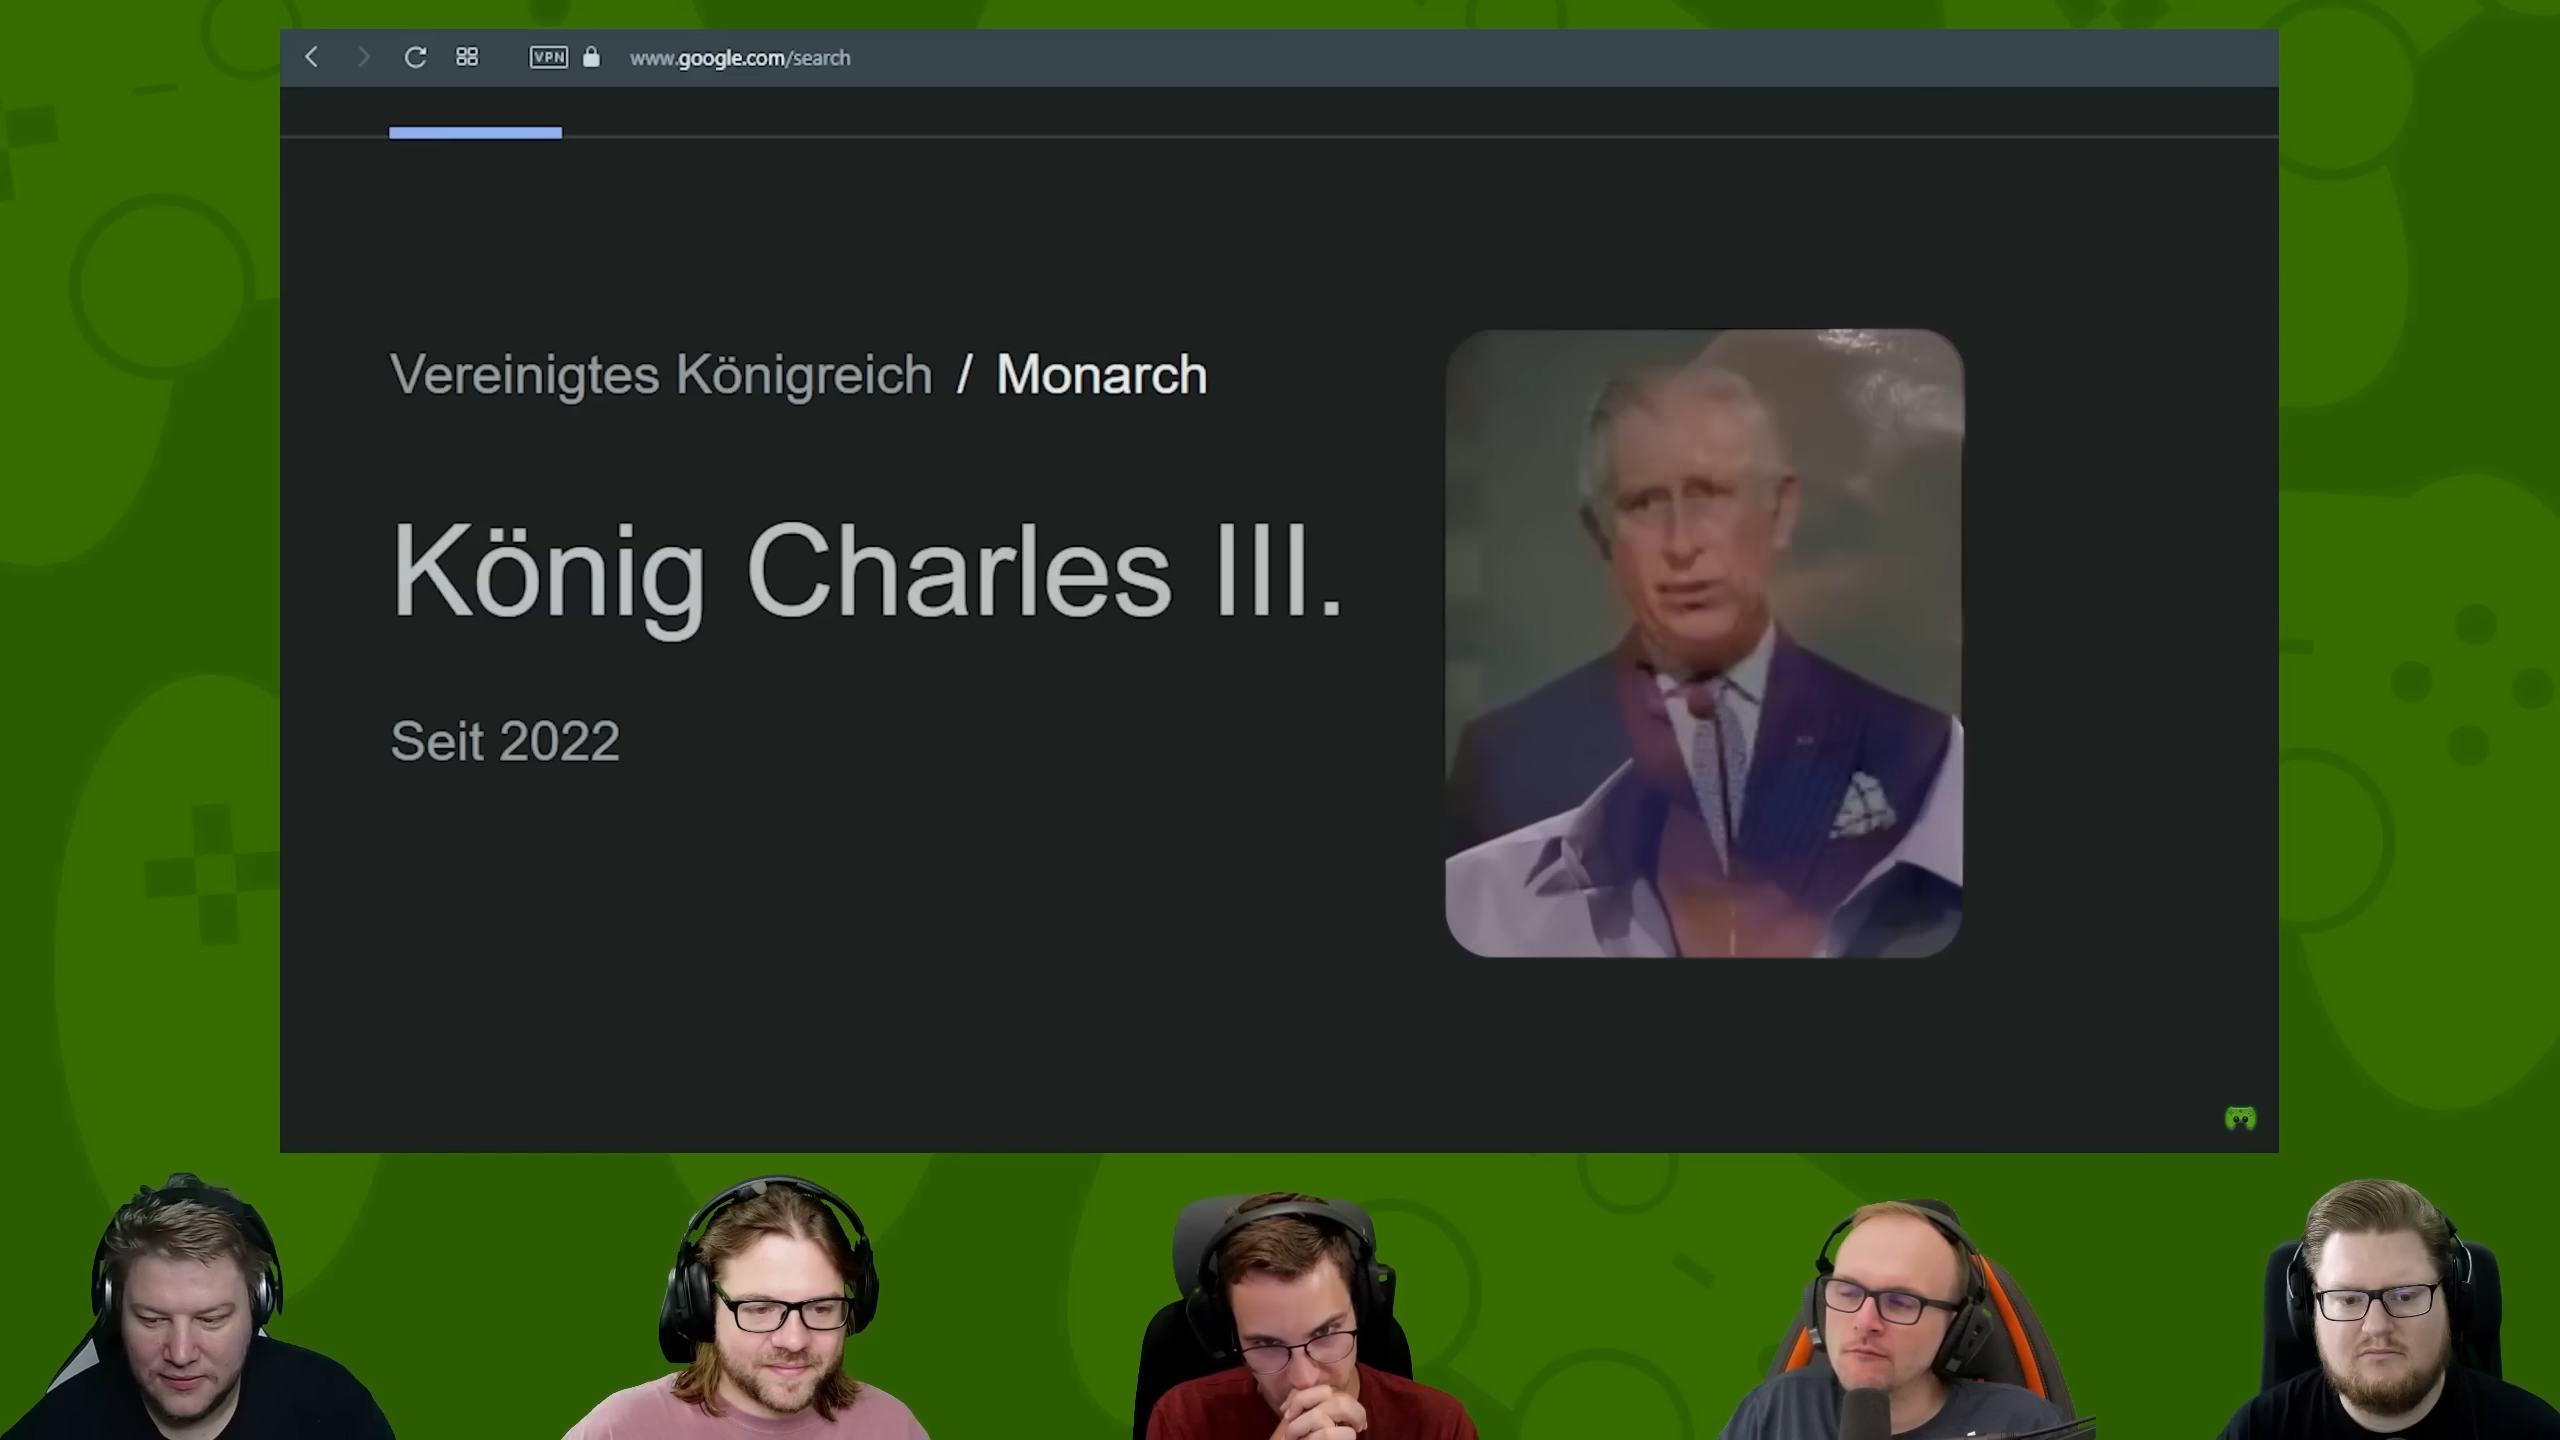 VPN www.google.com/search
Vereinigtes Königreich / Monarch
König Charles III.
Seit 2022